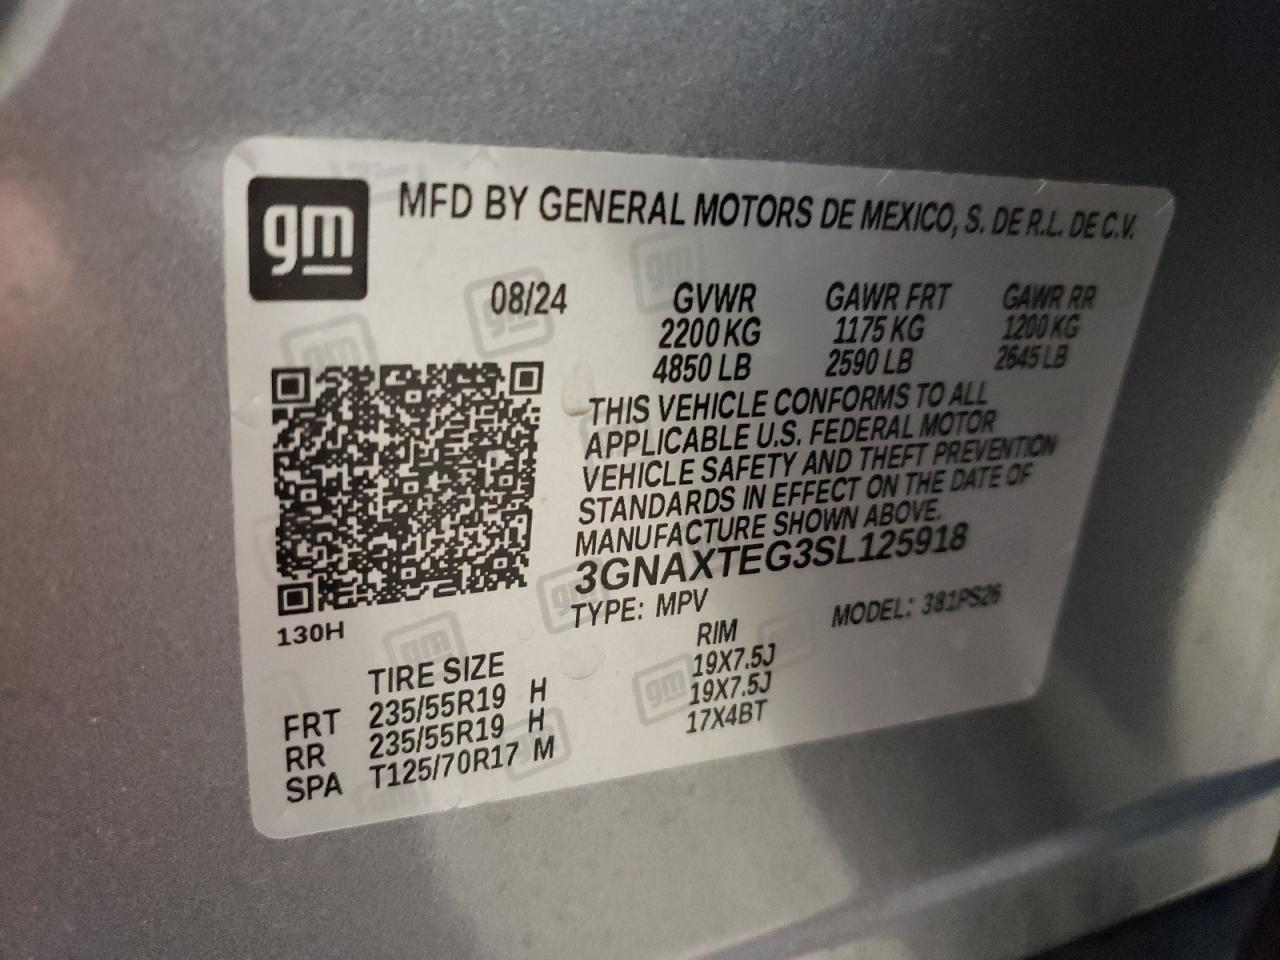 gm MFD BY GENERAL MOTORS DE MEXICO, S. DE R.L. DE C.V.
08/24 GVWR GAWR FRT GAWR RR
2200 KG 1175 KG 1200 KG
4850 LB 2590 LB 2645 LB
THIS VEHICLE CONFORMS TO ALL
APPLICABLE U.S. FEDERAL MOTOR
VEHICLE SAFETY AND THEFT PREVENTION
STANDARDS IN EFFECT ON THE DATE OF
MANUFACTURE SHOWN ABOVE.
3GNAXTEG3SL125918
TYPE: MPV MODEL: 381PS26
130H
TIRE SIZE RIM
FRT 235/55R19 H 19X7.5J
RR 235/55R19 H 19X7.5J
SPA T125/70R17 M 17X4BT